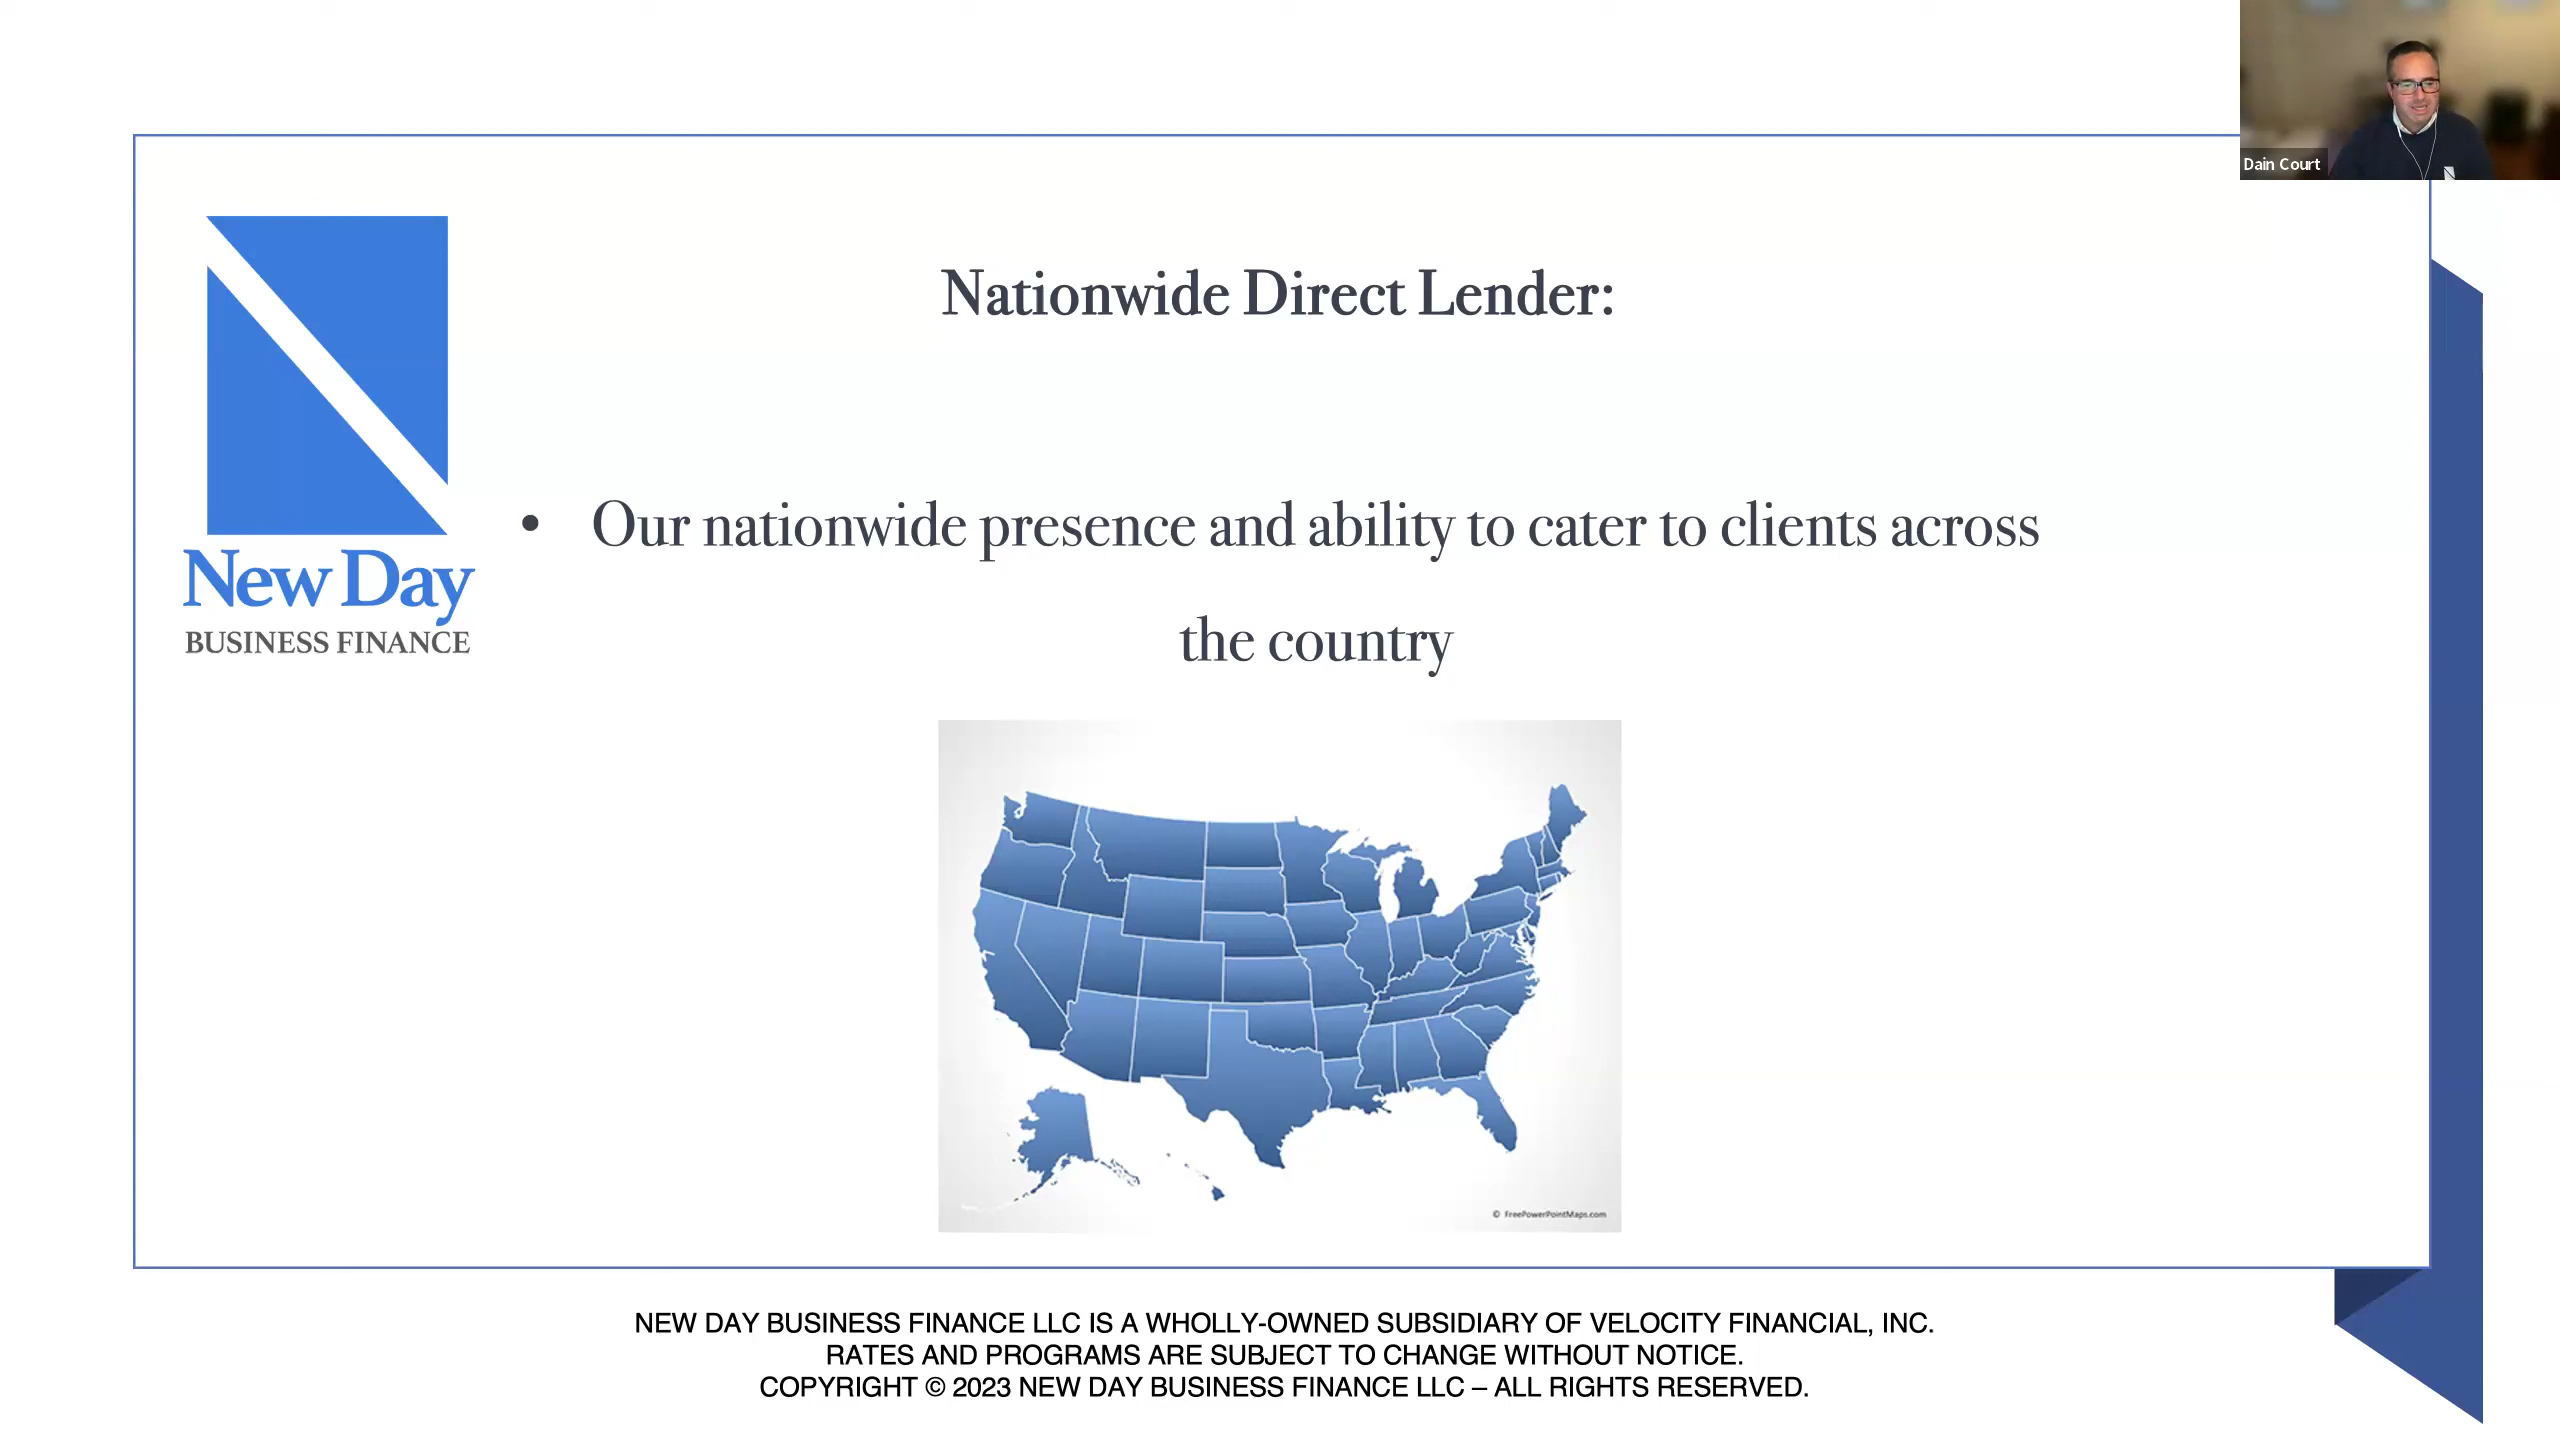 Dain Court
Nationwide Direct Lender:
• Our nationwide presence and ability to cater to clients across
the country
New Day
BUSINESS FINANCE
© FreePowerPointMaps.com
NEW DAY BUSINESS FINANCE LLC IS A WHOLLY-OWNED SUBSIDIARY OF VELOCITY FINANCIAL, INC.
RATES AND PROGRAMS ARE SUBJECT TO CHANGE WITHOUT NOTICE.
COPYRIGHT © 2023 NEW DAY BUSINESS FINANCE LLC – ALL RIGHTS RESERVED.